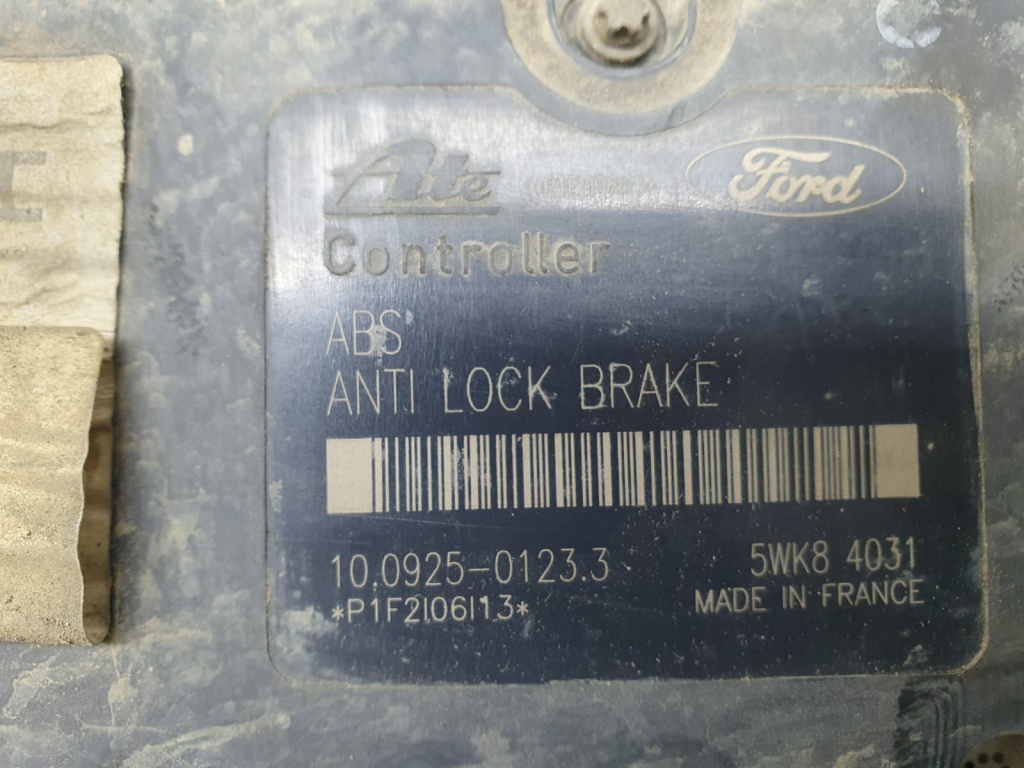 Ate
Ford
Controller
ABS
ANTI LOCK BRAKE
10.0925-0123.3
5WK8 4031
*P1F2106113*
MADE IN FRANCE